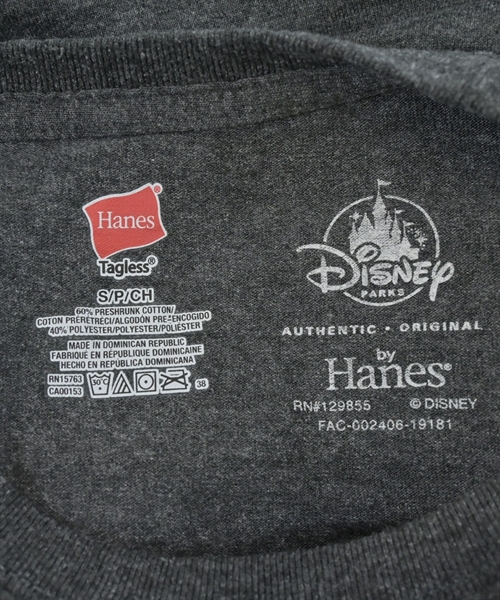 Hanes®
Tagless®
S/P/CH
60% PRESHRUNK COTTON/
COTON PRÉRÉTRÉCI/ALGODÓN PRE-ENCOGIDO
40% POLYESTER/POLYESTER/POLIÉSTER
MADE IN DOMINICAN REPUBLIC
FABRIQUÉ EN RÉPUBLIQUE DOMINICAINE
HECHO EN REPÚBLICA DOMINICANA
RN15763
CA00153
30°C
38
Disney
PARKS
AUTHENTIC • ORIGINAL
by
Hanes®
RN#129855 © DISNEY
FAC-002406-19181